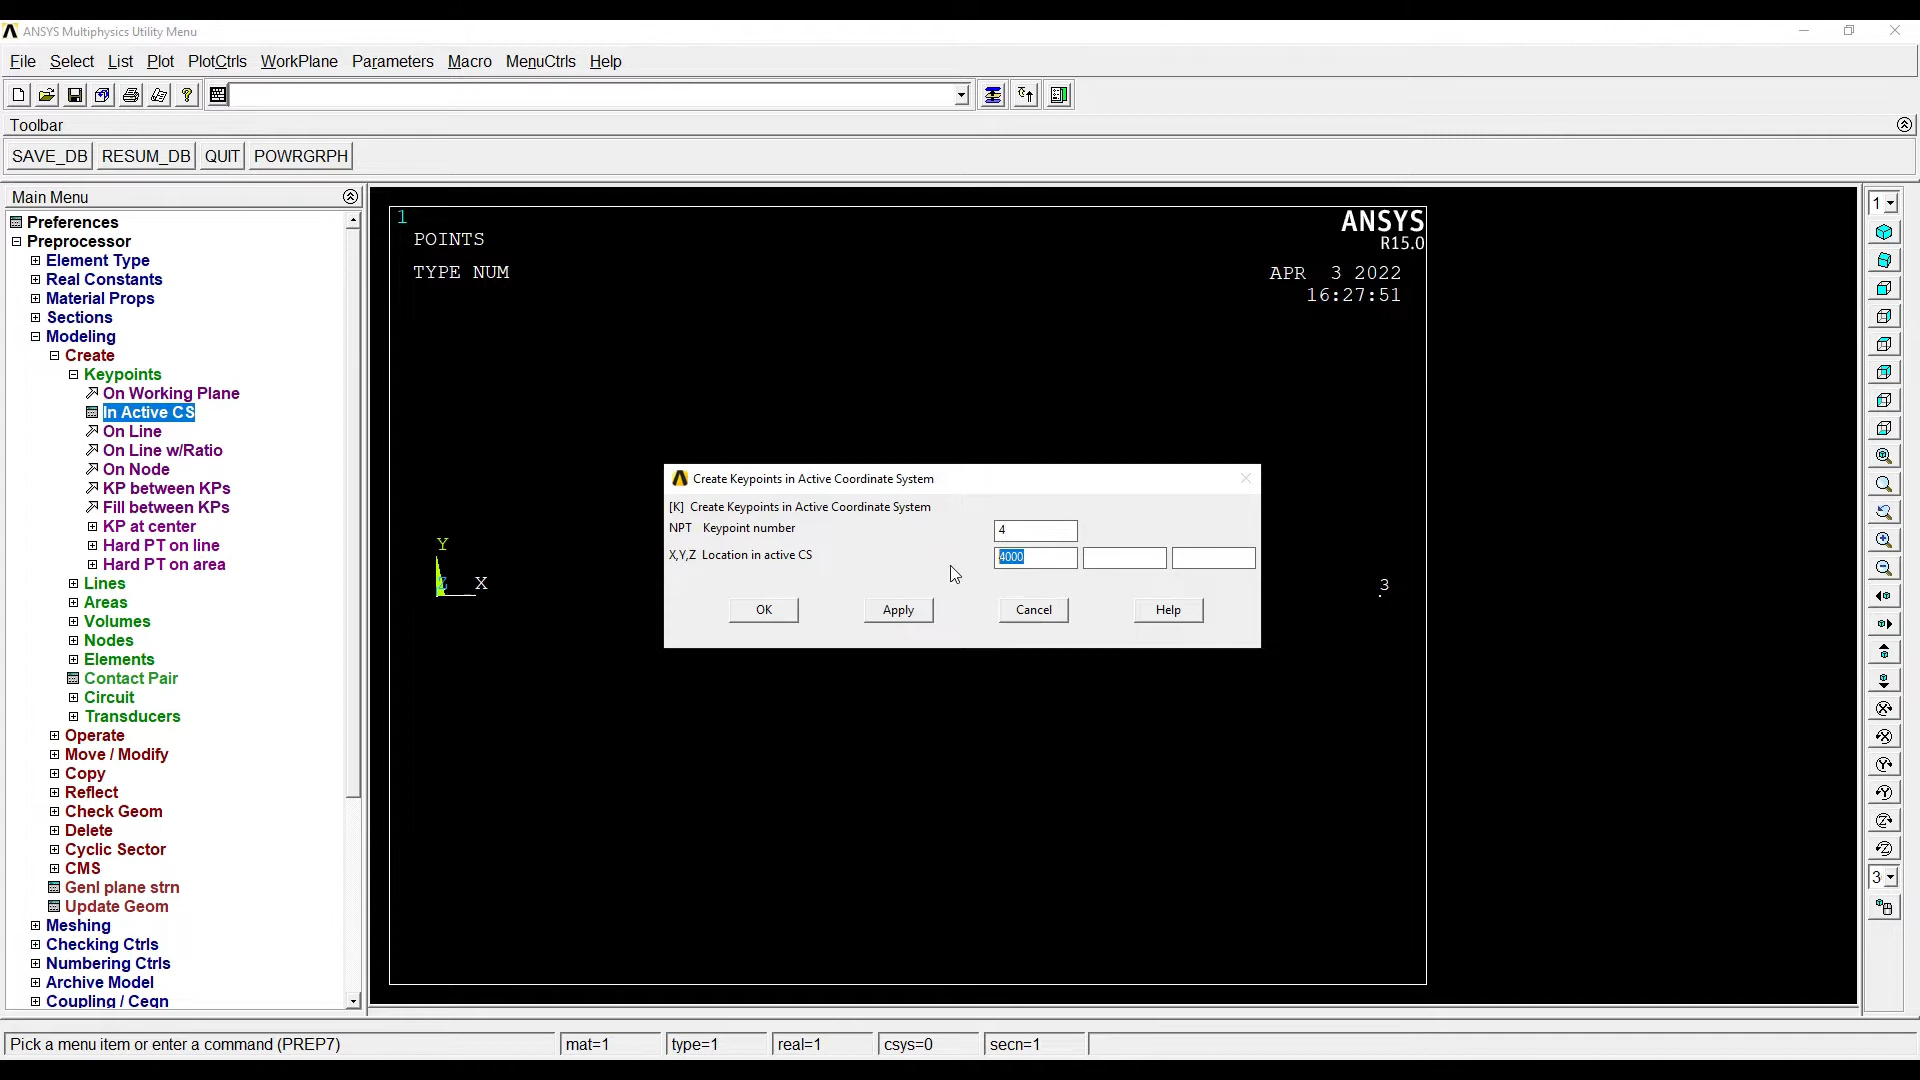 ANSYS Multiphysics Utility Menu
File Select List Plot PlotCtrls WorkPlane Parameters Macro MenuCtrls Help
Toolbar
SAVE_DB RESUM_DB QUIT POWRGRPH
Main Menu
Preferences
Preprocessor
Element Type
Real Constants
Material Props
Sections
Modeling
Create
Keypoints
On Working Plane
In Active CS
On Line
On Line w/Ratio
On Node
KP between KPs
Fill between KPs
KP at center
Hard PT on line
Hard PT on area
Lines
Areas
Volumes
Nodes
Elements
Contact Pair
Circuit
Transducers
Operate
Move / Modify
Copy
Reflect
Check Geom
Delete
Cyclic Sector
CMS
Genl plane strn
Update Geom
Meshing
Checking Ctrls
Numbering Ctrls
Archive Model
Coupling / Ceqn
1
POINTS
TYPE NUM
ANSYS
R15.0
APR 3 2022
16:27:51
Y
Z X
3
Create Keypoints in Active Coordinate System
[K] Create Keypoints in Active Coordinate System
NPT Keypoint number 4
X,Y,Z Location in active CS 4000
OK Apply Cancel Help
1
3
Pick a menu item or enter a command (PREP7) mat=1 type=1 real=1 csys=0 secn=1